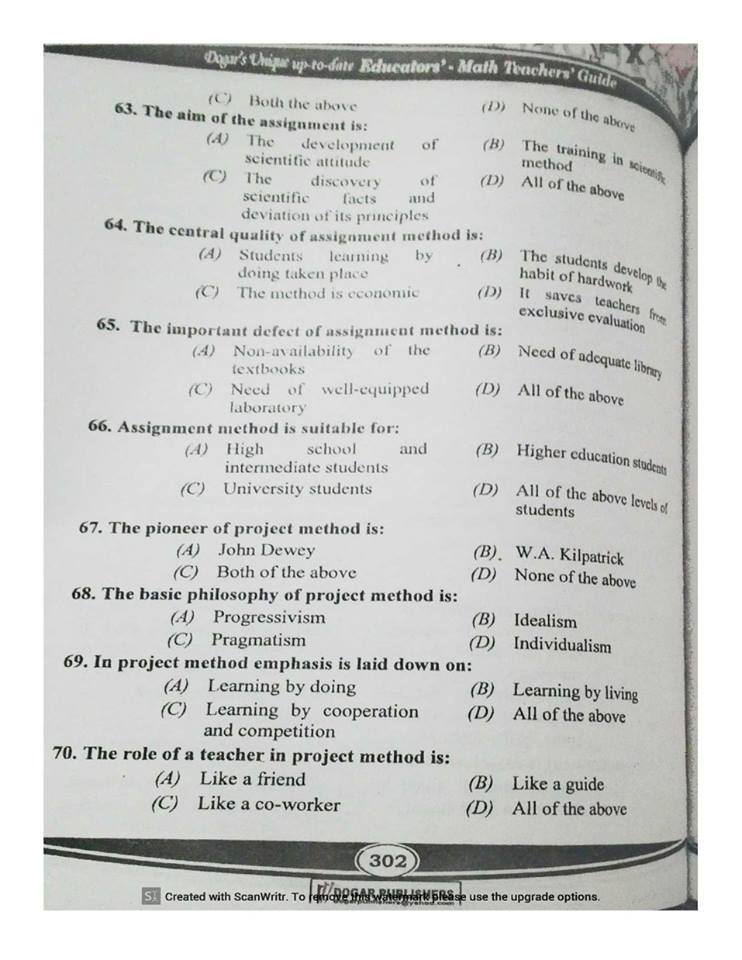 Dogar's Unique up-to-date Educators' - Math Teachers' Guide
(C) Both the above (D) None of the above
63. The aim of the assignment is:
(A) The development of scientific attitude (B) The training in scientific method
(C) The discovery of scientific facts and deviation of its principles (D) All of the above
64. The central quality of assignment method is:
(A) Students learning by doing taken place (B) The students develop the habit of hardwork
(C) The method is economic (D) It saves teachers from exclusive evaluation
65. The important defect of assignment method is:
(A) Non-availability of the textbooks (B) Need of adequate library
(C) Need of well-equipped laboratory (D) All of the above
66. Assignment method is suitable for:
(A) High school and intermediate students (B) Higher education students
(C) University students (D) All of the above levels of students
67. The pioneer of project method is:
(A) John Dewey (B) W.A. Kilpatrick
(C) Both of the above (D) None of the above
68. The basic philosophy of project method is:
(A) Progressivism (B) Idealism
(C) Pragmatism (D) Individualism
69. In project method emphasis is laid down on:
(A) Learning by doing (B) Learning by living
(C) Learning by cooperation and competition (D) All of the above
70. The role of a teacher in project method is:
(A) Like a friend (B) Like a guide
(C) Like a co-worker (D) All of the above
302
DOGAR PUBLISHERS
Created with ScanWritr. To remove this watermark please use the upgrade options.